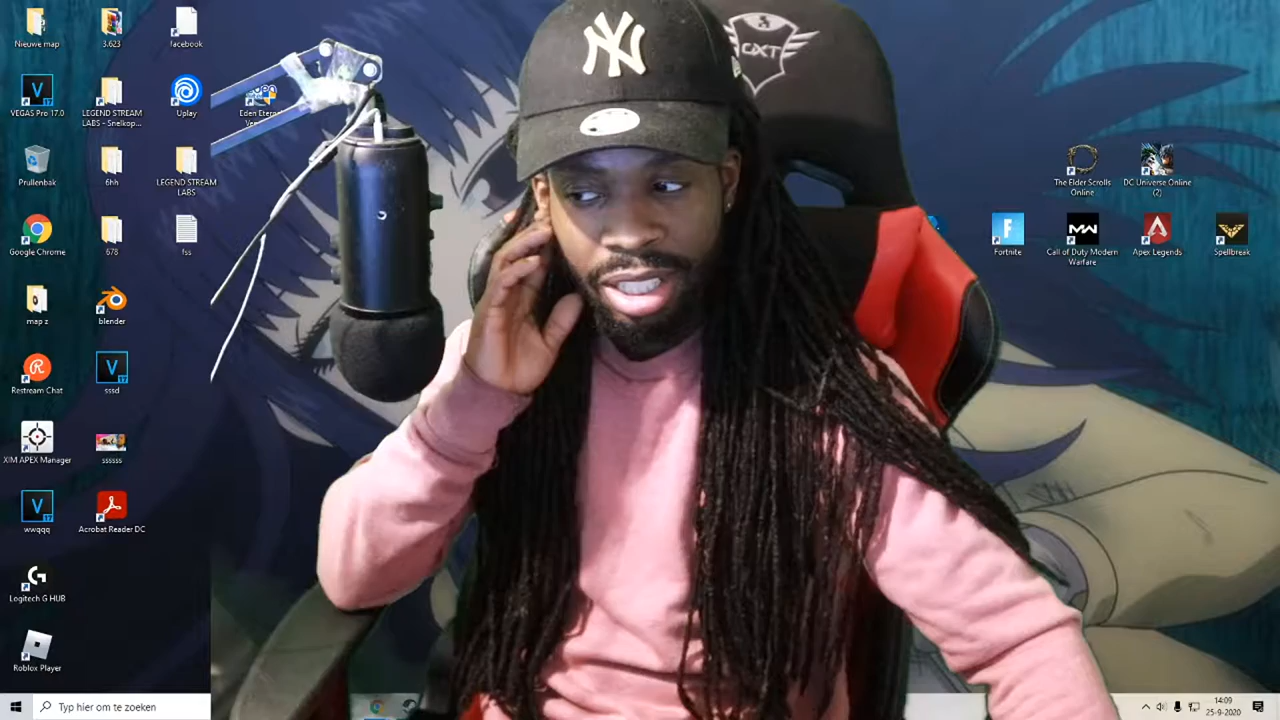 Nieuwe map
3.623
facebook
VEGAS Pro 17.0
LEGEND STREAM
LABS - Snelkop...
Uplay
Eden Etern
Prullenbak
6hh
LEGEND STREAM
LABS
Google Chrome
678
fss
map z
blender
Restream Chat
sssd
XIM APEX Manager
ssssss
wwqqq
Acrobat Reader DC
Logitech G HUB
Roblox Player
NY
GXT
The Elder Scrolls
Online
DC Universe Online
(2)
Fortnite
Call of Duty Modern
Warfare
Apex Legends
Spellbreak
Typ hier om te zoeken
14:09
25-9-2020